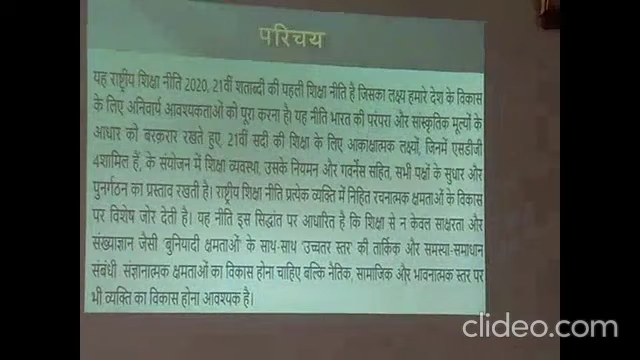 परिचय
यह राष्ट्रीय शिक्षा नीति 2020, 21वीं शताब्दी की पहली शिक्षा नीति है जिसका लक्ष्य हमारे देश के विकास
के लिए अनिवार्य आवश्यकताओं को पूरा करना है। यह नीति भारत की परंपरा और सांस्कृतिक मूल्यों के
आधार को बरक़रार रखते हुए, 21वीं सदी की शिक्षा के लिए आकांक्षात्मक लक्ष्यों, जिनमें एसडीजी
4शामिल हैं, के संयोजन में शिक्षा व्यवस्था, उसके नियमन और गवर्नेंस सहित, सभी पक्षों के सुधार और
पुनर्गठन का प्रस्ताव रखती है। राष्ट्रीय शिक्षा नीति प्रत्येक व्यक्ति में निहित रचनात्मक क्षमताओं के विकास
पर विशेष जोर देती है। यह नीति इस सिद्धांत पर आधारित है कि शिक्षा से न केवल साक्षरता और
संख्याज्ञान जैसी 'बुनियादी क्षमताओं' के साथ-साथ 'उच्चतर स्तर' की तार्किक और समस्या-समाधान
संबंधी संज्ञानात्मक क्षमताओं का विकास होना चाहिए बल्कि नैतिक, सामाजिक और भावनात्मक स्तर पर
भी व्यक्ति का विकास होना आवश्यक है।
clideo.com